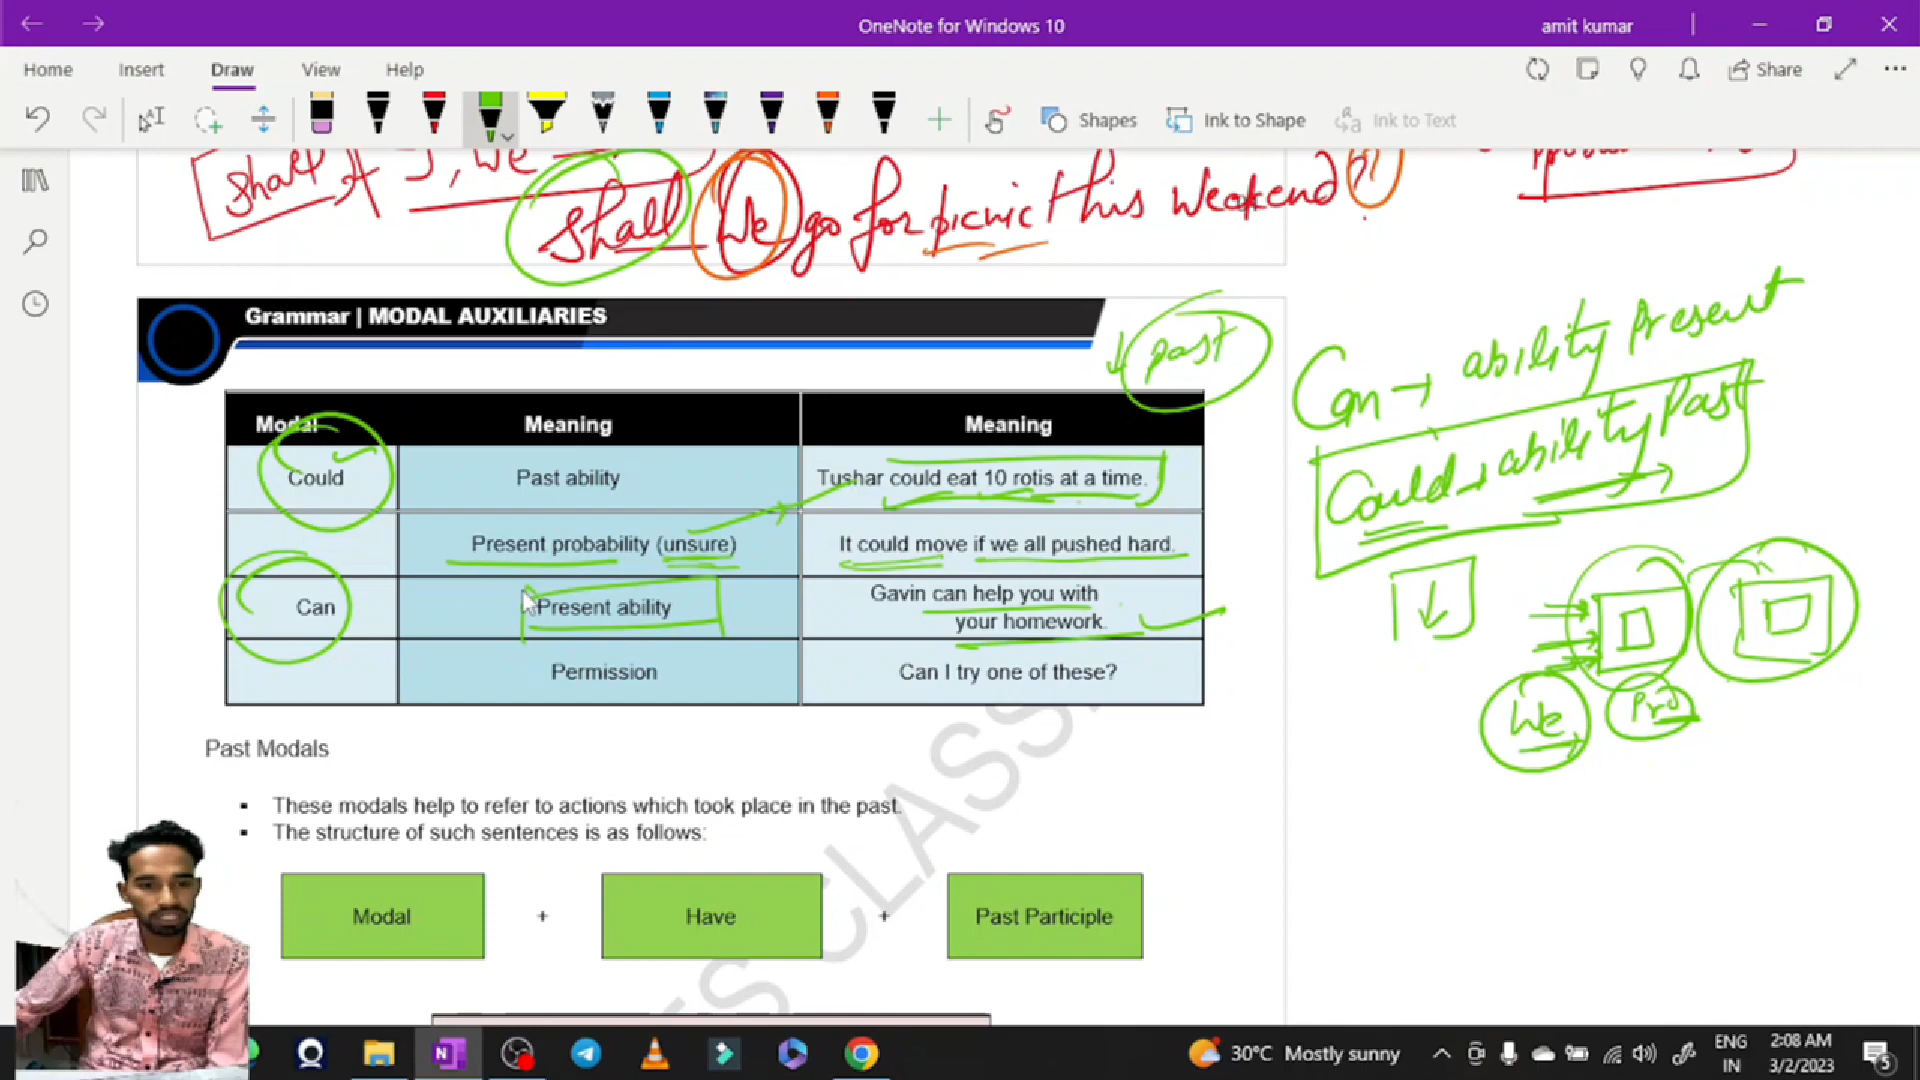 OneNote for Windows 10
amit kumar
Home Insert Draw View Help
Share
Shapes Ink to Shape Ink to Text
Shall I, We
Shall We go for picnic this weekend?
Grammar | MODAL AUXILIARIES
past
Can → ability Present
Could → ability Past
Modal Meaning Meaning
Could Past ability Tushar could eat 10 rotis at a time.
Present probability (unsure) It could move if we all pushed hard.
Can Present ability Gavin can help you with
your homework.
Permission Can I try one of these?
We Pro
Past Modals
▪ These modals help to refer to actions which took place in the past.
▪ The structure of such sentences is as follows:
Modal + Have + Past Participle
30°C Mostly sunny
ENG
IN
2:08 AM
3/2/2023
5